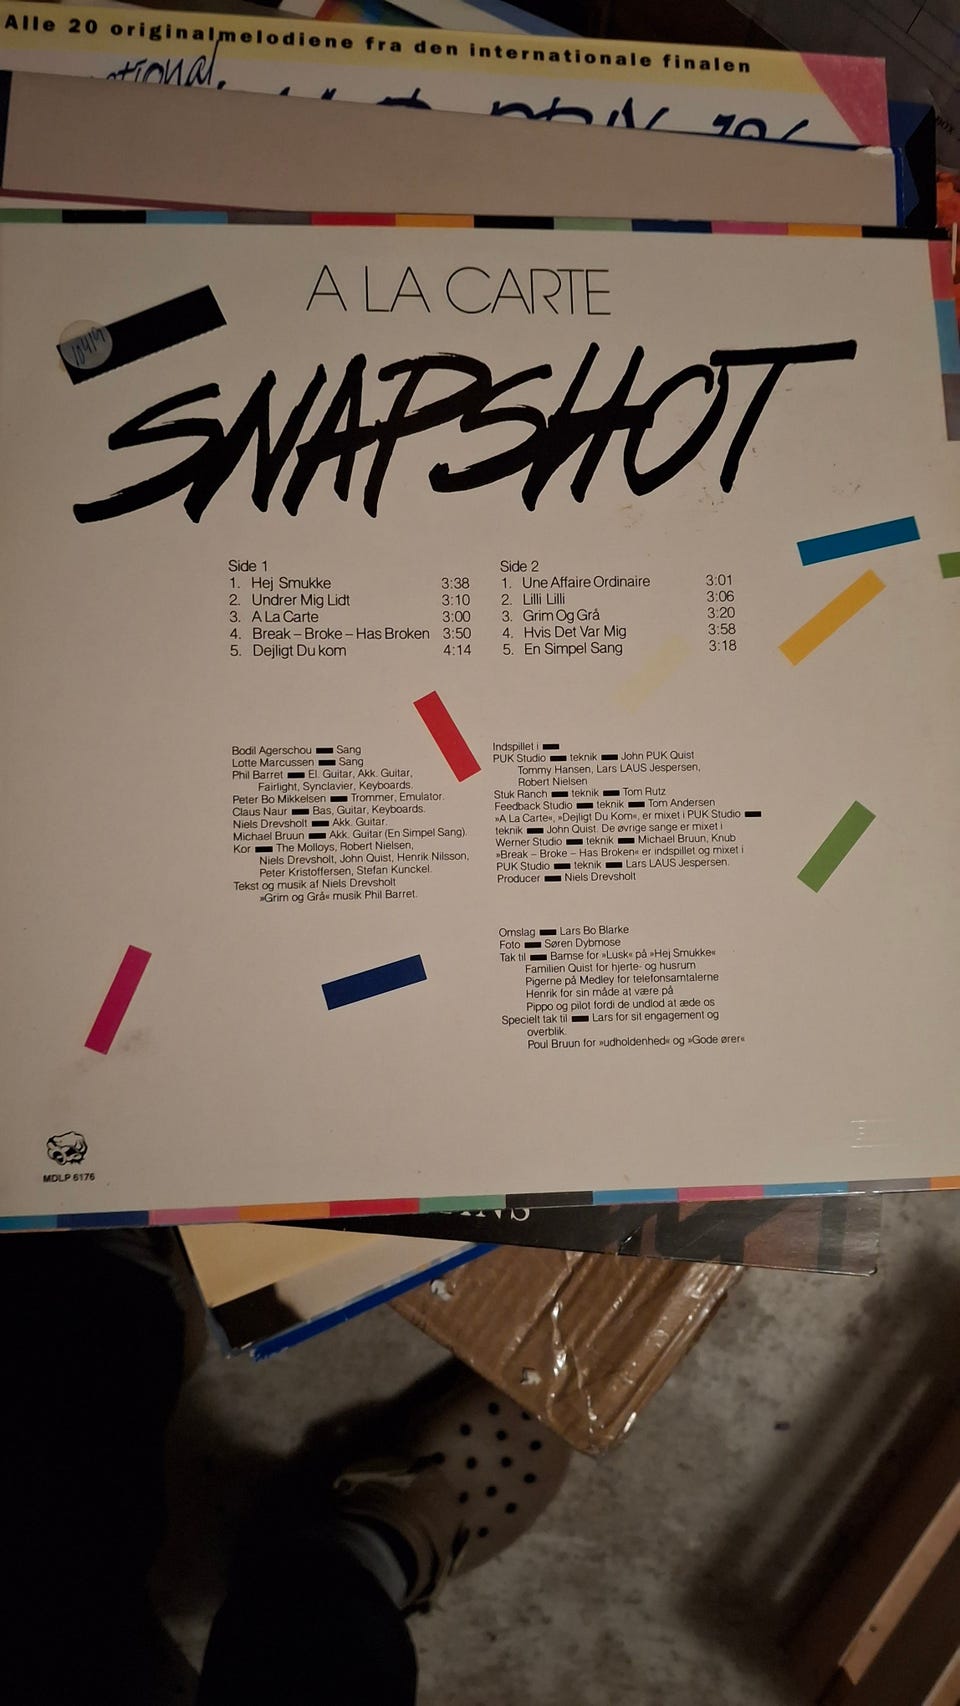 Alle 20 originalmelodiene fra den internationale finalen
A LA CARTE
SNAPSHOT
Side 1
1. Hej Smukke 3:38
2. Undrer Mig Lidt 3:10
3. A La Carte 3:00
4. Break – Broke – Has Broken 3:50
5. Dejligt Du kom 4:14
Side 2
1. Une Affaire Ordinaire 3:01
2. Lilli Lilli 3:06
3. Grim Og Grå 3:20
4. Hvis Det Var Mig 3:58
5. En Simpel Sang 3:18
Bodil Agerschou — Sang
Lotte Marcussen — Sang
Phil Barret — El. Guitar, Akk. Guitar,
Fairlight, Synclavier, Keyboards.
Peter Bo Mikkelsen — Trommer, Emulator.
Claus Naur — Bas, Guitar, Keyboards.
Niels Drevsholt — Akk. Guitar.
Michael Bruun — Akk. Guitar (En Simpel Sang).
Kor — The Molloys, Robert Nielsen,
Niels Drevsholt, John Quist, Henrik Nilsson,
Peter Kristoffersen, Stefan Kunckel.
Tekst og musik af Niels Drevsholt
»Grim og Grå« musik Phil Barret.
Indspillet i —
PUK Studio — teknik — John PUK Quist
Tommy Hansen, Lars LAUS Jespersen,
Robert Nielsen
Stuk Ranch — teknik — Tom Rutz
Feedback Studio — teknik — Tom Andersen
»A La Carte«, »Dejligt Du Kom«, er mixet i PUK Studio —
teknik — John Quist. De øvrige sange er mixet i
Werner Studio — teknik — Michael Bruun, Knub
»Break – Broke – Has Broken« er indspillet og mixet i
PUK Studio — teknik — Lars LAUS Jespersen.
Producer — Niels Drevsholt
Omslag — Lars Bo Blarke
Foto — Søren Dybmose
Tak til — Bamse for »Lusk« på »Hej Smukke«
Familien Quist for hjerte- og husrum
Pigerne på Medley for telefonsamtalerne
Henrik for sin måde at være på
Pippo og pilot fordi de undlod at æde os
Specielt tak til — Lars for sit engagement og
overblik.
Poul Bruun for »udholdenhed« og »Gode ører«
MDLP 6176